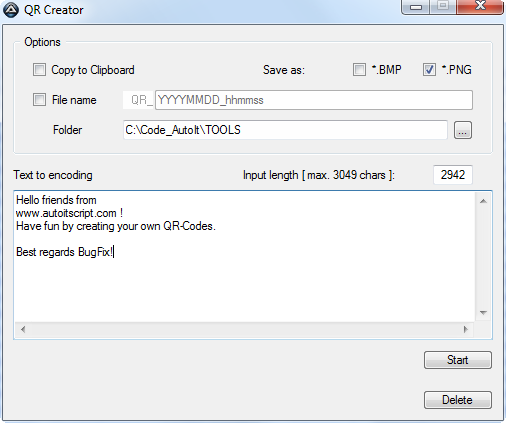 QR Creator
Options
Copy to Clipboard Save as: *.BMP *.PNG
File name QR_ YYYYMMDD_hhmmss
Folder C:\Code_AutoIt\TOOLS ...
Text to encoding Input length [ max. 3049 chars ]: 2942
Hello friends from
www.autoitscript.com !
Have fun by creating your own QR-Codes.
Best regards BugFix!
Start
Delete